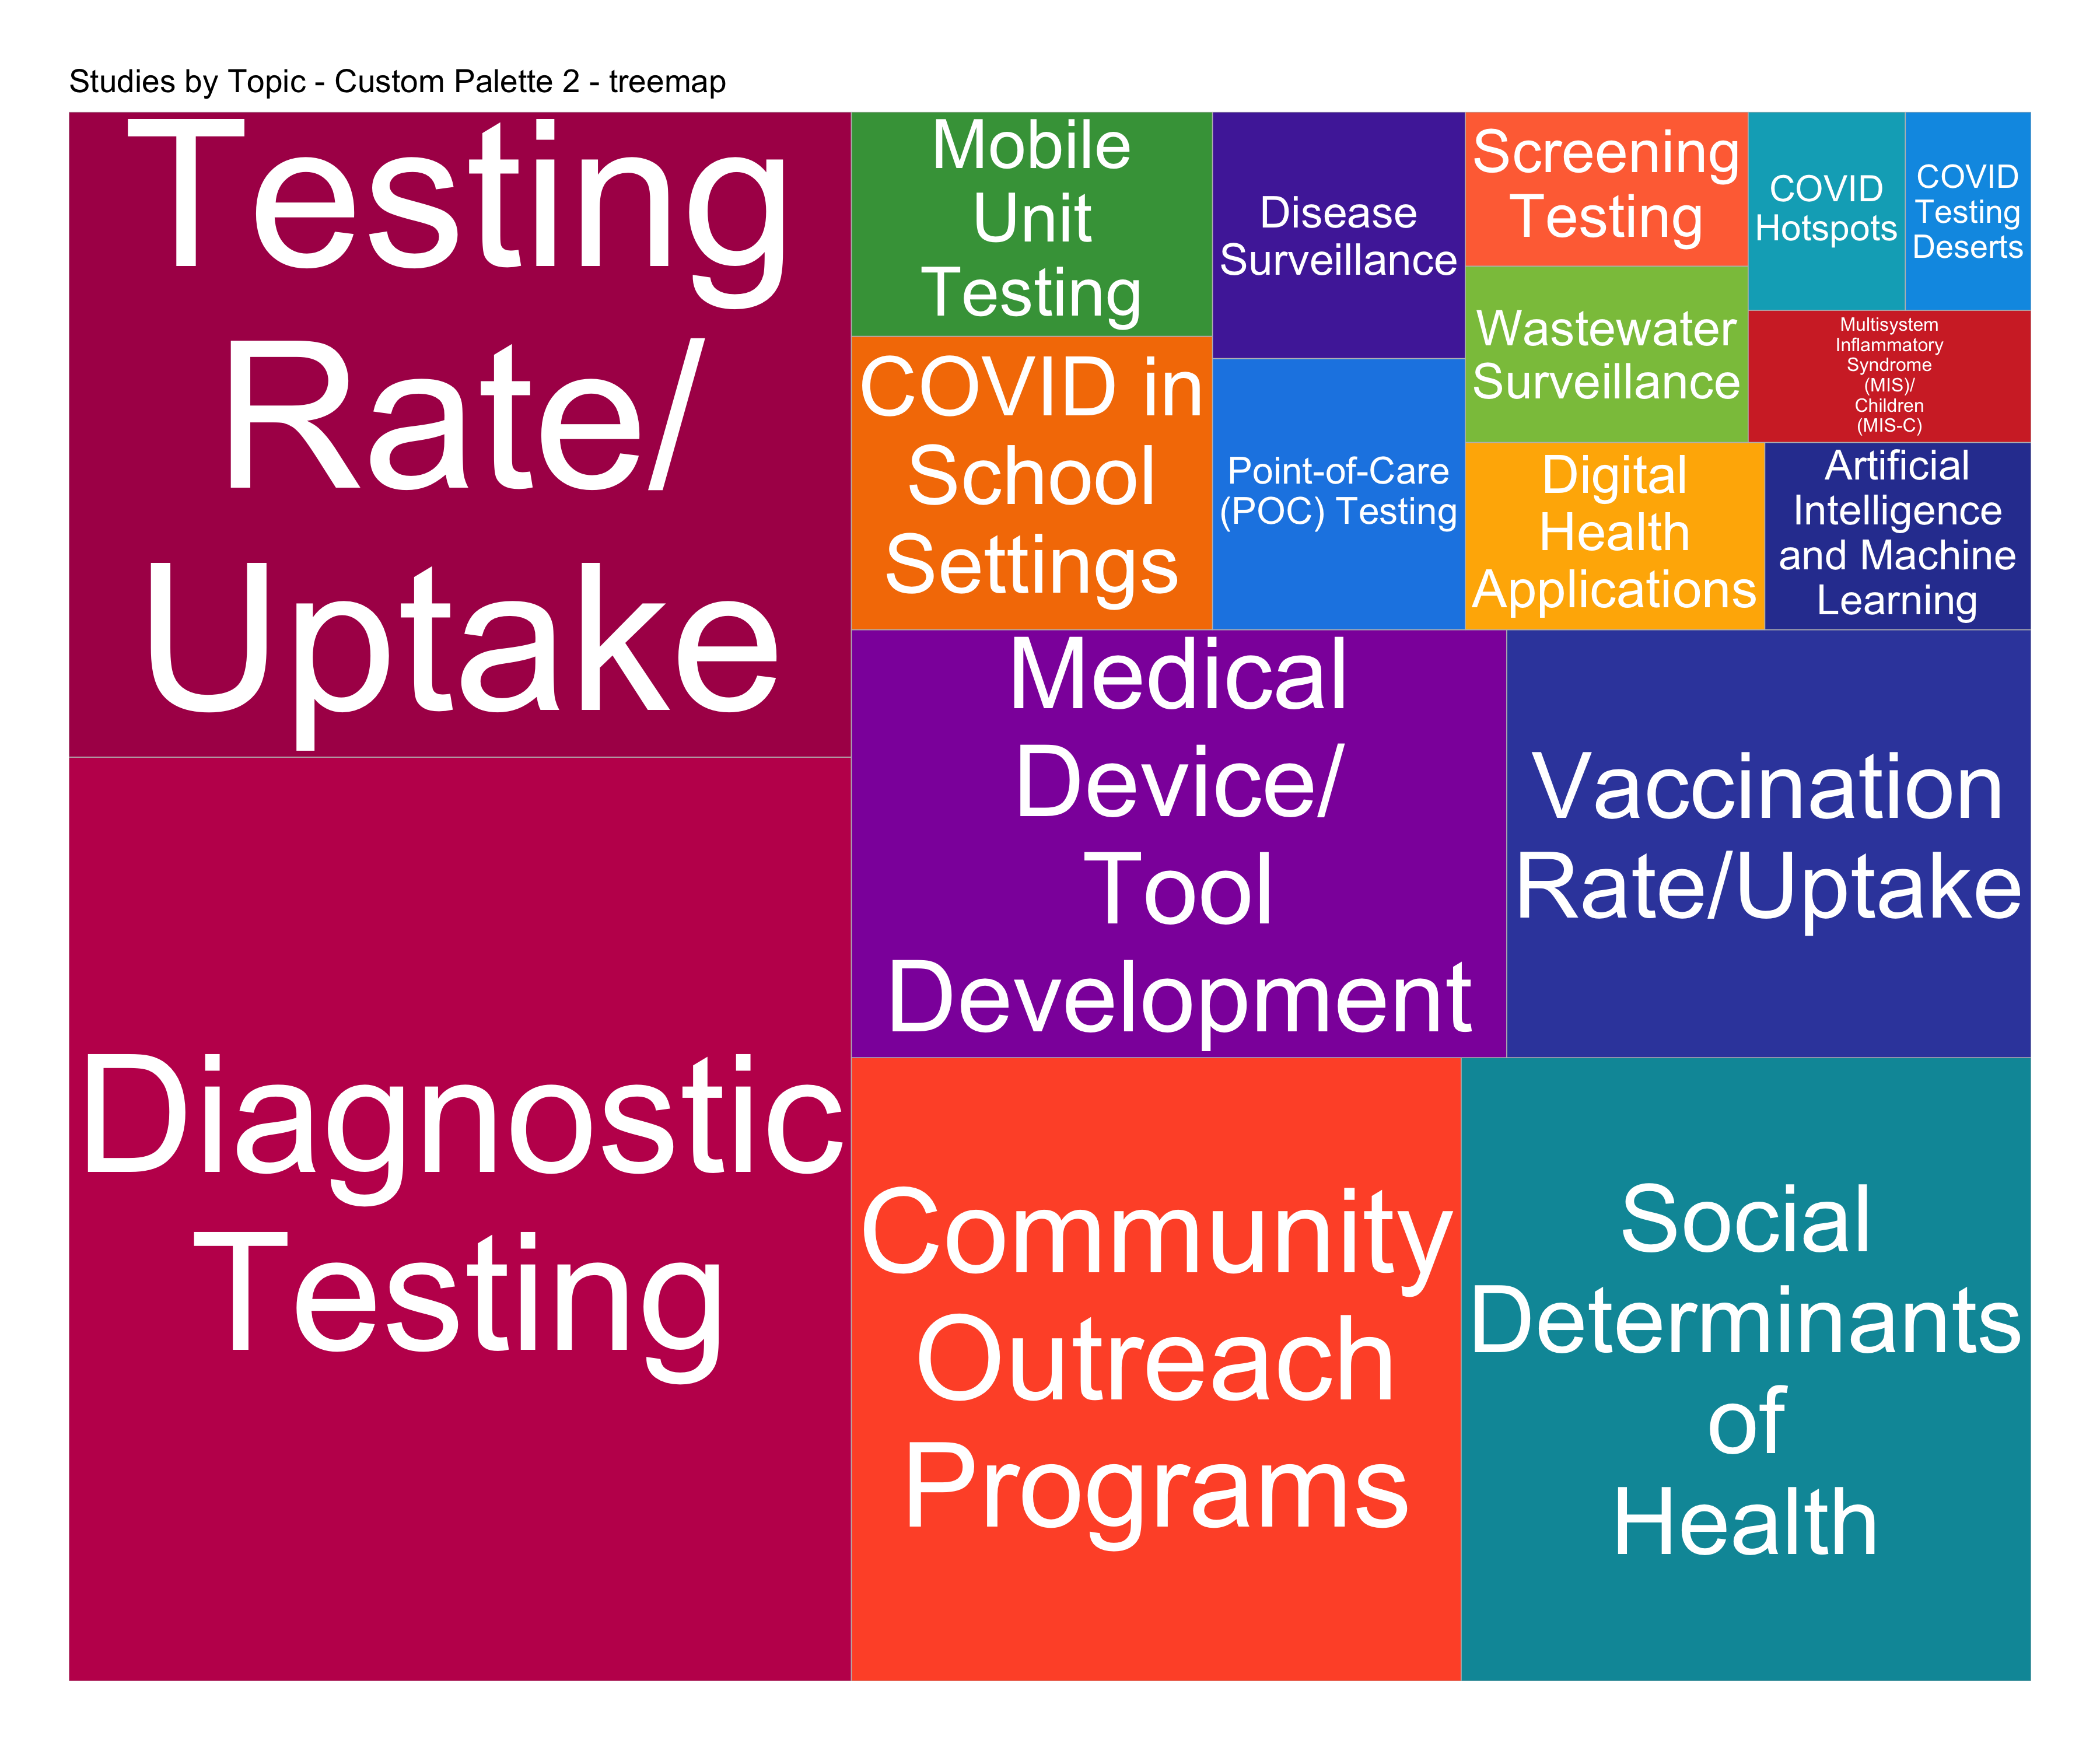 Studies by Topic - Custom Palette 2 - treemap
Testing
Rate/
Uptake
Diagnostic
Testing
Mobile
Unit
Testing
COVID in
School
Settings
Disease
Surveillance
Point-of-Care
(POC) Testing
Screening
Testing
Wastewater
Surveillance
COVID
Hotspots
COVID
Testing
Deserts
Multisystem
Inflammatory
Syndrome
(MIS)/
Children
(MIS-C)
Digital
Health
Applications
Artificial
Intelligence
and Machine
Learning
Medical
Device/
Tool
Development
Vaccination
Rate/Uptake
Community
Outreach
Programs
Social
Determinants
of
Health